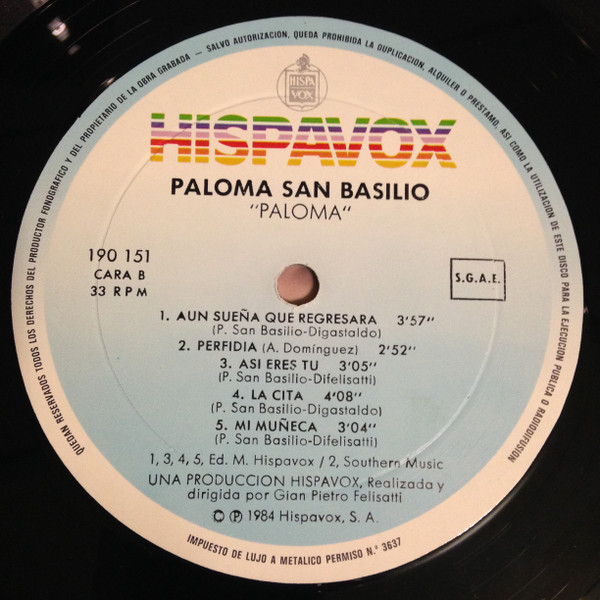 QUEDAN RESERVADOS TODOS LOS DERECHOS DEL PRODUCTOR FONOGRAFICO Y DEL PROPIETARIO DE LA OBRA GRABADA – SALVO AUTORIZACION, QUEDA PROHIBIDA LA DUPLICACION, ALQUILER O PRESTAMO, ASI COMO LA UTILIZACION DE ESTE DISCO PARA LA EJECUCION PUBLICA O RADIODIFUSION
HISPA
VOX
HISPAVOX
PALOMA SAN BASILIO
"PALOMA"
190 151
CARA B
33 RPM
S.G.A.E.
1. AUN SUEÑA QUE REGRESARA 3'57"
(P. San Basilio-Digastaldo)
2. PERFIDIA (A. Domínguez) 2'52"
3. ASI ERES TU 3'05"
(P. San Basilio-Difelisatti)
4. LA CITA 4'08"
(P. San Basilio-Digastaldo)
5. MI MUÑECA 3'04"
(P. San Basilio-Difelisatti)
1, 3, 4, 5, Ed. M. Hispavox / 2, Southern Music
UNA PRODUCCION HISPAVOX, Realizada y
dirigida por Gian Pietro Felisatti
© ℗ 1984 Hispavox, S. A.
IMPUESTO DE LUJO A METALICO PERMISO N.º 3637